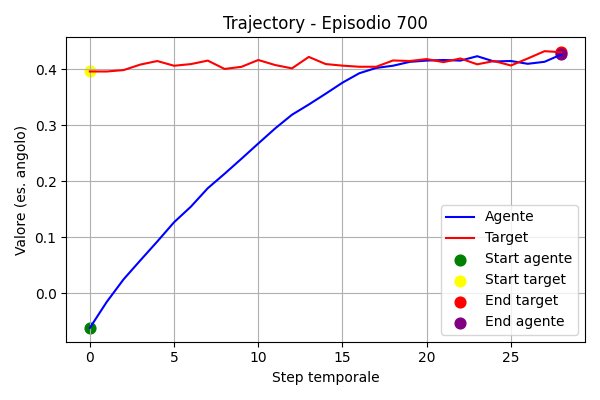 Trajectory - Episodio 700
Valore (es. angolo)
0.4
0.3
0.2
0.1
0.0
0
5
10
15
20
25
Step temporale
Agente
Target
Start agente
Start target
End target
End agente